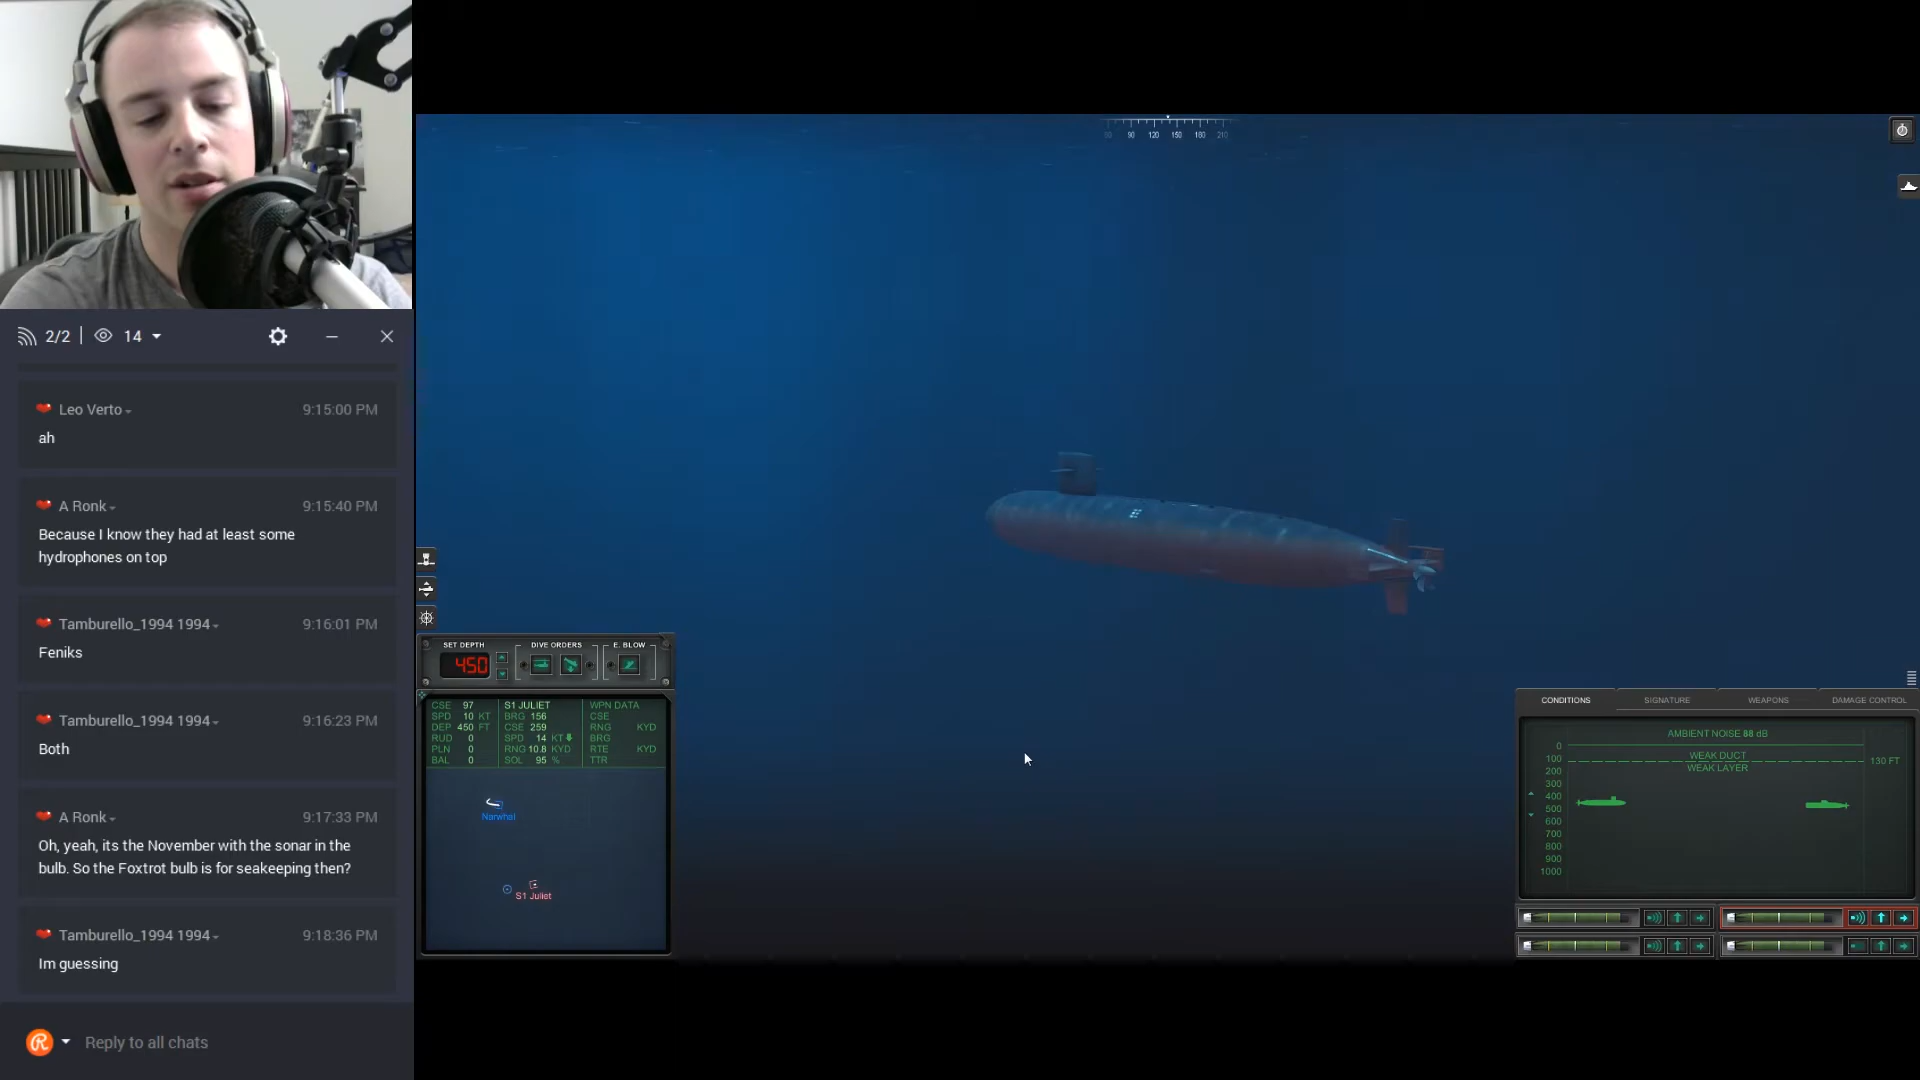 2/2 14
Leo Verto 9:15:00 PM
ah
A Ronk 9:15:40 PM
Because I know they had at least some
hydrophones on top
Tamburello_1994 1994 9:16:01 PM
Feniks
Tamburello_1994 1994 9:16:23 PM
Both
A Ronk 9:17:33 PM
Oh, yeah, its the November with the sonar in the
bulb. So the Foxtrot bulb is for seakeeping then?
Tamburello_1994 1994 9:18:36 PM
Im guessing
Reply to all chats
90 120 150 180 210
SET DEPTH DIVE ORDERS E. BLOW
450
CSE 97 S1 JULIET WPN DATA
SPD 10 KT BRG 156 CSE
DEP 450 FT CSE 259 RNG KYD
RUD 0 SPD 14 KT BRG
PLN 0 RNG 10.8 KYD RTE KYD
BAL 0 SOL 95 % TTR
Narwhal
S1 Juliet
CONDITIONS SIGNATURE WEAPONS DAMAGE CONTROL
AMBIENT NOISE 88 dB
0
100 WEAK DUCT 130 FT
200 WEAK LAYER
300
400
500
600
700
800
900
1000